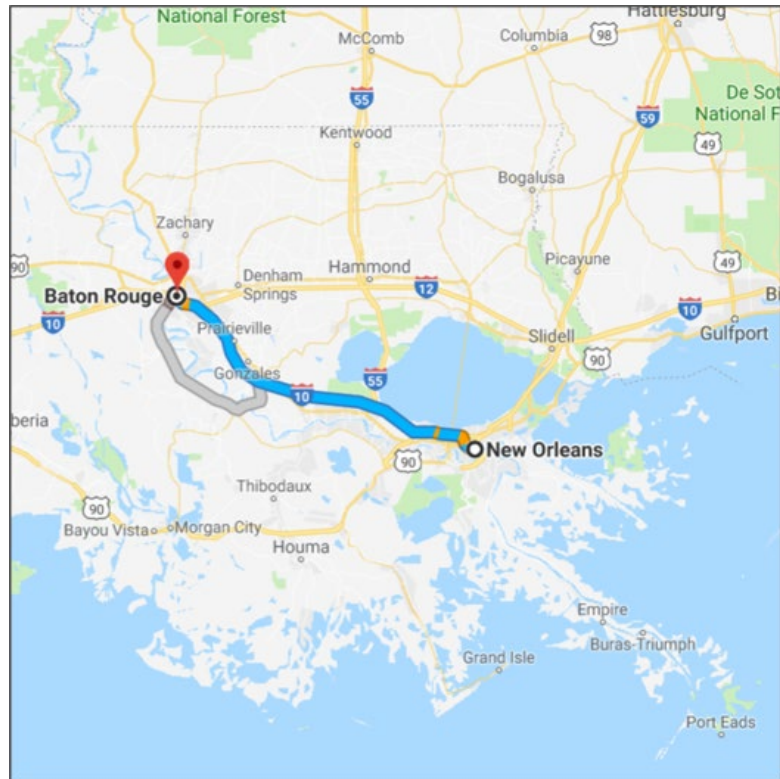 National Forest
Hattiesburg
McComb
Columbia
98
55
De Sot
National F
59
Kentwood
49
Bogalusa
Zachary
90
Denham
Springs
Hammond
Picayune
49
12
Baton Rouge
10
Prairieville
Slidell
10
Gulfport
Bi
Gonzales
55
90
10
beria
90
New Orleans
Thibodaux
90
Bayou Vista
Morgan City
Houma
Empire
Buras-Triumph
Grand Isle
Port Eads